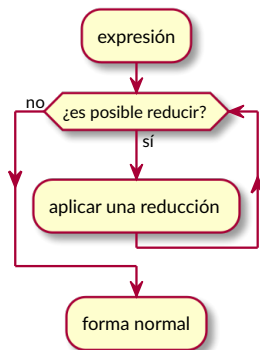 expresión
¿es posible reducir?
no
sí
aplicar una reducción
forma normal